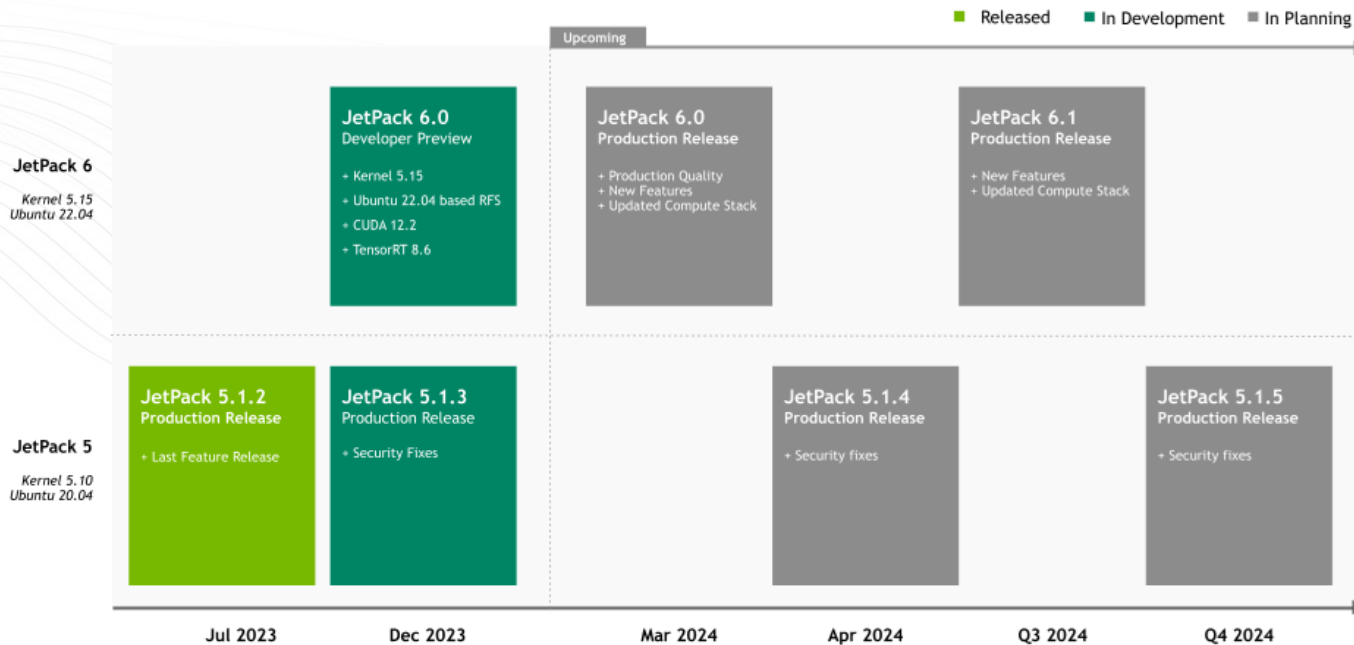 Released
In Development
In Planning
Upcoming
JetPack 6
Kernel 5.15
Ubuntu 22.04
JetPack 6.0
Developer Preview
+ Kernel 5.15
+ Ubuntu 22.04 based RFS
+ CUDA 12.2
+ TensorRT 8.6
JetPack 6.0
Production Release
+ Production Quality
+ New Features
+ Updated Compute Stack
JetPack 6.1
Production Release
+ New Features
+ Updated Compute Stack
JetPack 5
Kernel 5.10
Ubuntu 20.04
JetPack 5.1.2
Production Release
+ Last Feature Release
JetPack 5.1.3
Production Release
+ Security Fixes
JetPack 5.1.4
Production Release
+ Security fixes
JetPack 5.1.5
Production Release
+ Security fixes
Jul 2023
Dec 2023
Mar 2024
Apr 2024
Q3 2024
Q4 2024